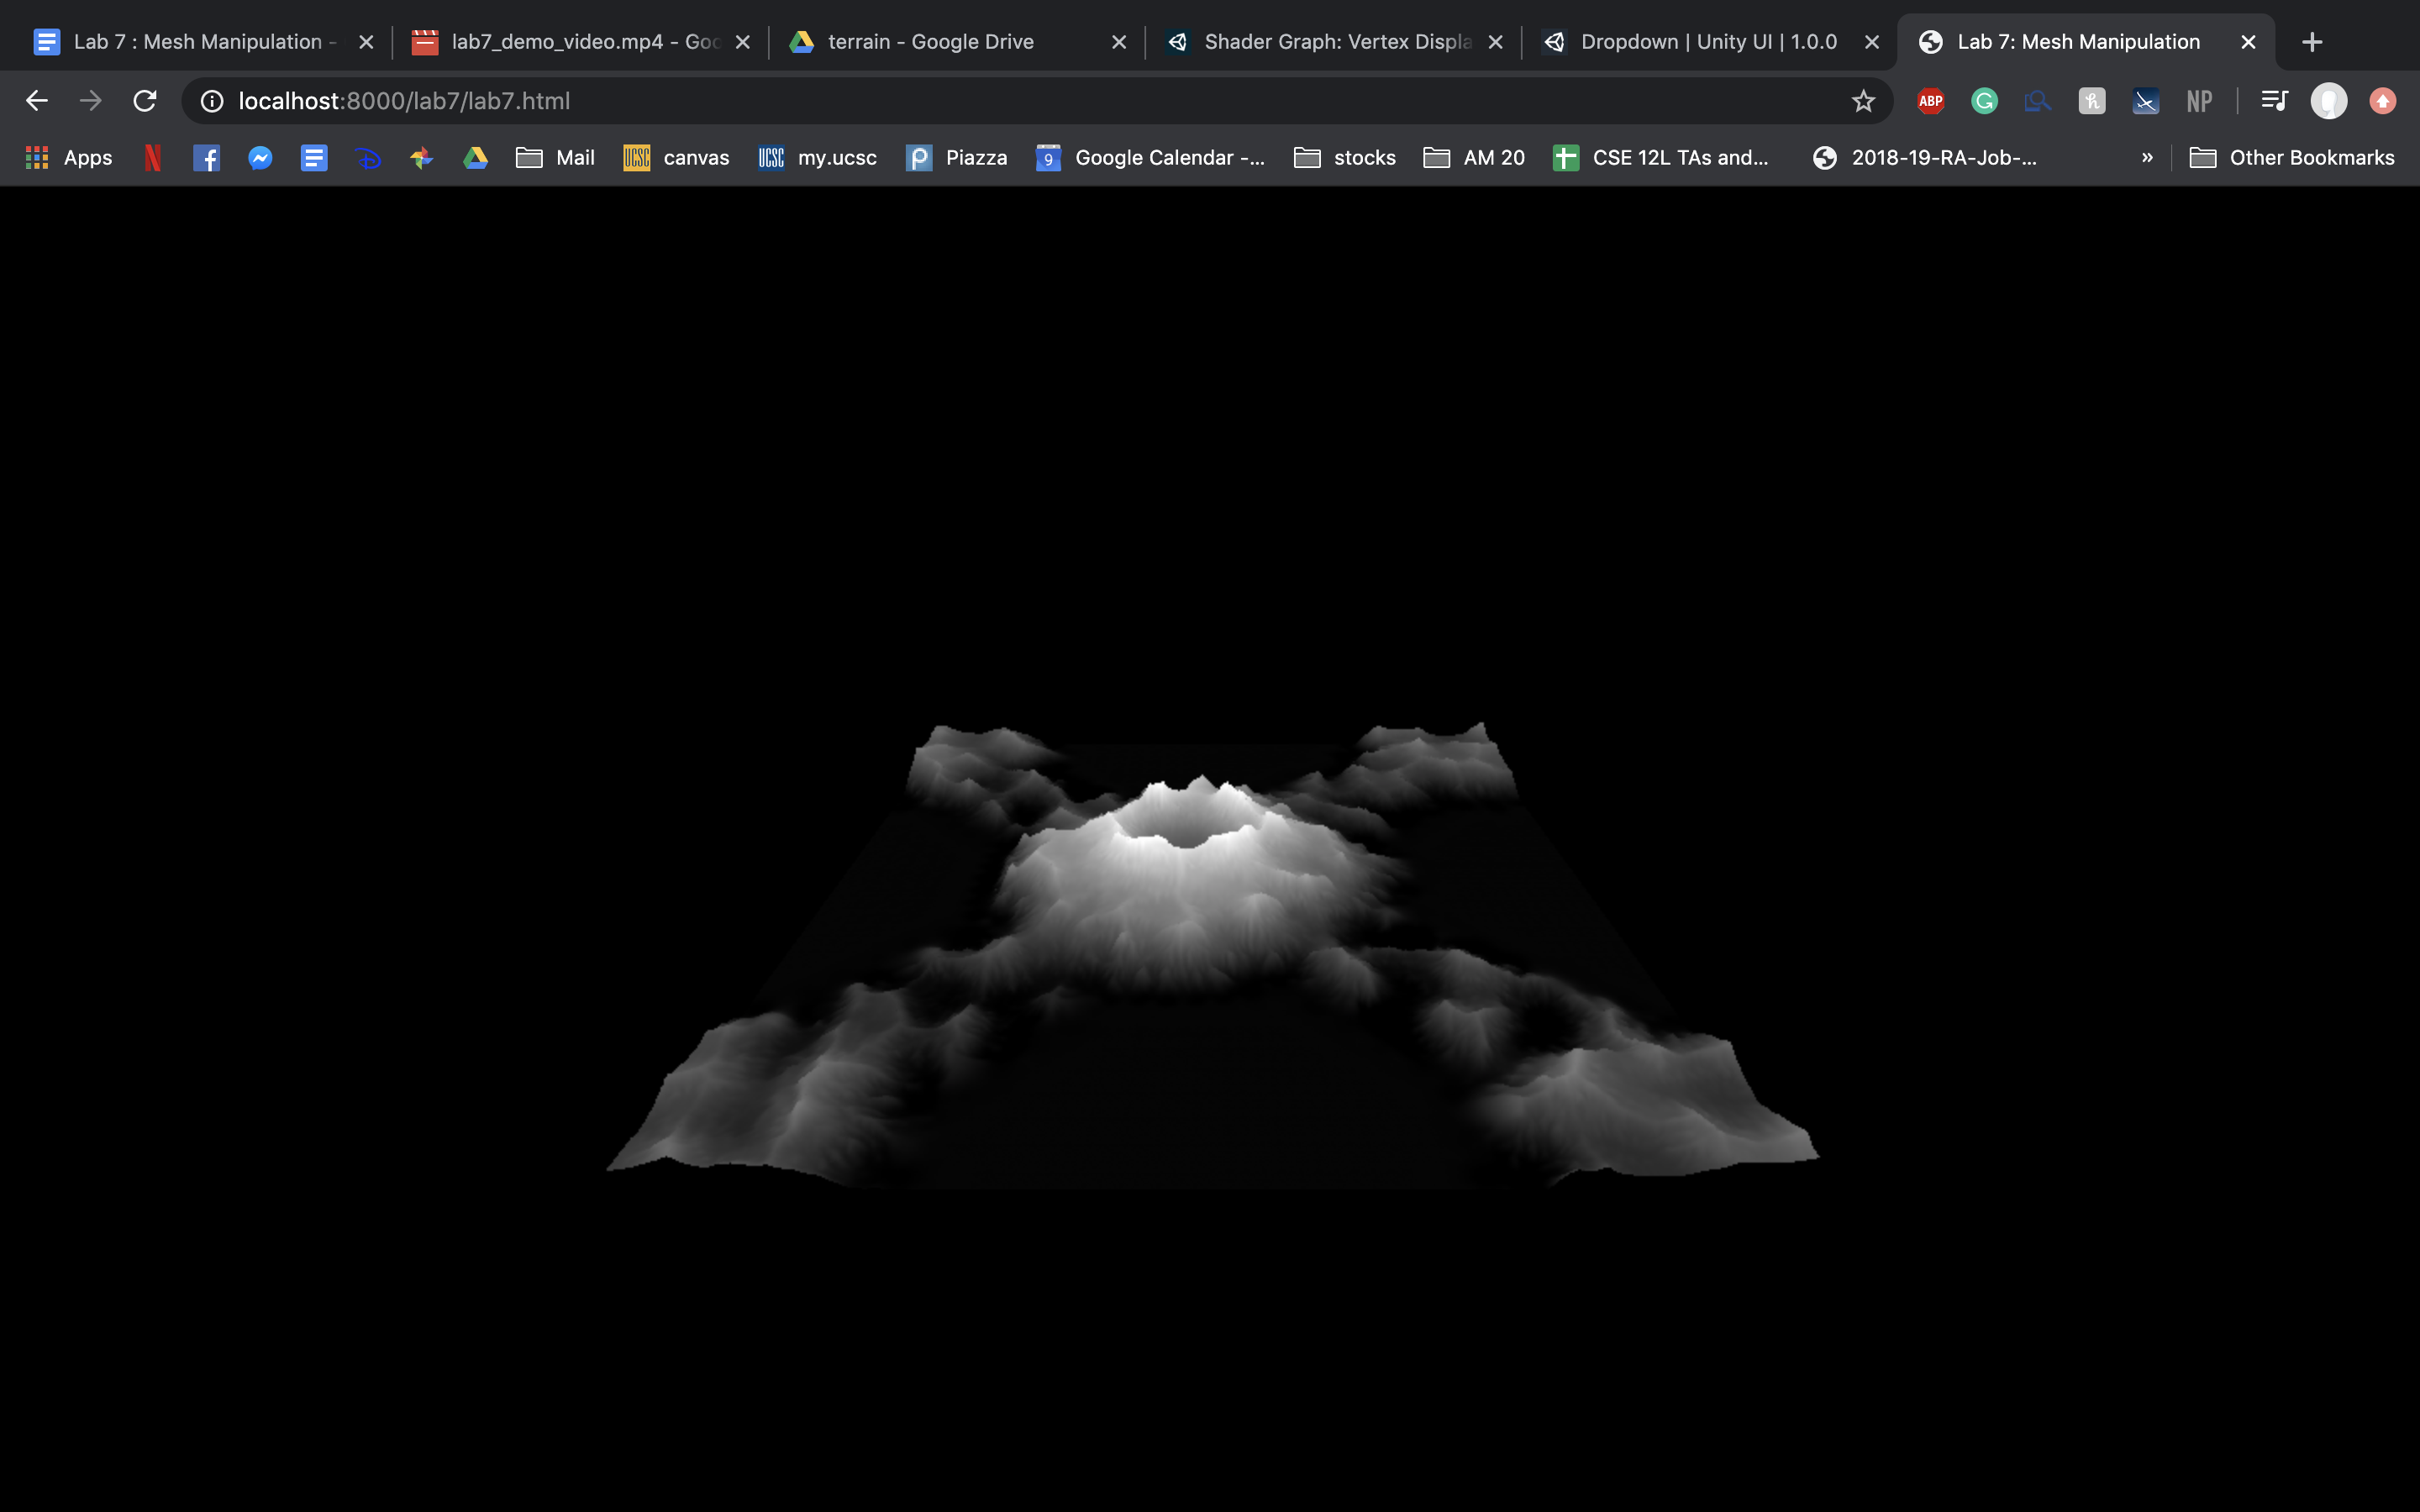 Lab 7 : Mesh Manipulation -
lab7_demo_video.mp4 - Goo
terrain - Google Drive
Shader Graph: Vertex Displa
Dropdown | Unity UI | 1.0.0
Lab 7: Mesh Manipulation
localhost:8000/lab7/lab7.html
ABP
NP
Apps
Mail
UCSC
canvas
UCSC
my.ucsc
Piazza
9
Google Calendar -...
stocks
AM 20
CSE 12L TAs and...
2018-19-RA-Job-...
»
Other Bookmarks